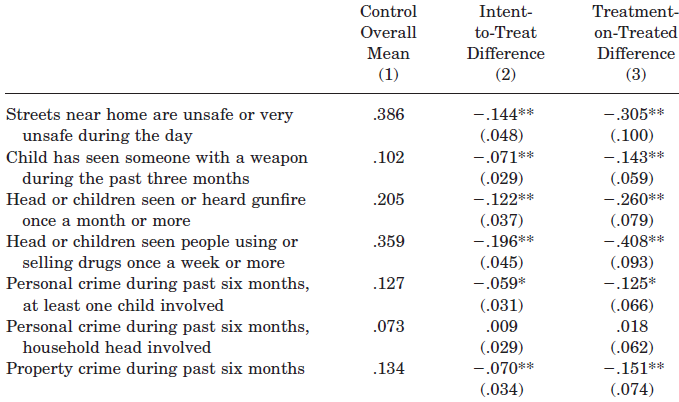 Control Intent- Treatment-
Overall to-Treat on-Treated
Mean Difference Difference
(1) (2) (3)
Streets near home are unsafe or very .386 −.144** −.305**
unsafe during the day (.048) (.100)
Child has seen someone with a weapon .102 −.071** −.143**
during the past three months (.029) (.059)
Head or children seen or heard gunfire .205 −.122** −.260**
once a month or more (.037) (.079)
Head or children seen people using or .359 −.196** −.408**
selling drugs once a week or more (.045) (.093)
Personal crime during past six months, .127 −.059* −.125*
at least one child involved (.031) (.066)
Personal crime during past six months, .073 .009 .018
household head involved (.029) (.062)
Property crime during past six months .134 −.070** −.151**
(.034) (.074)